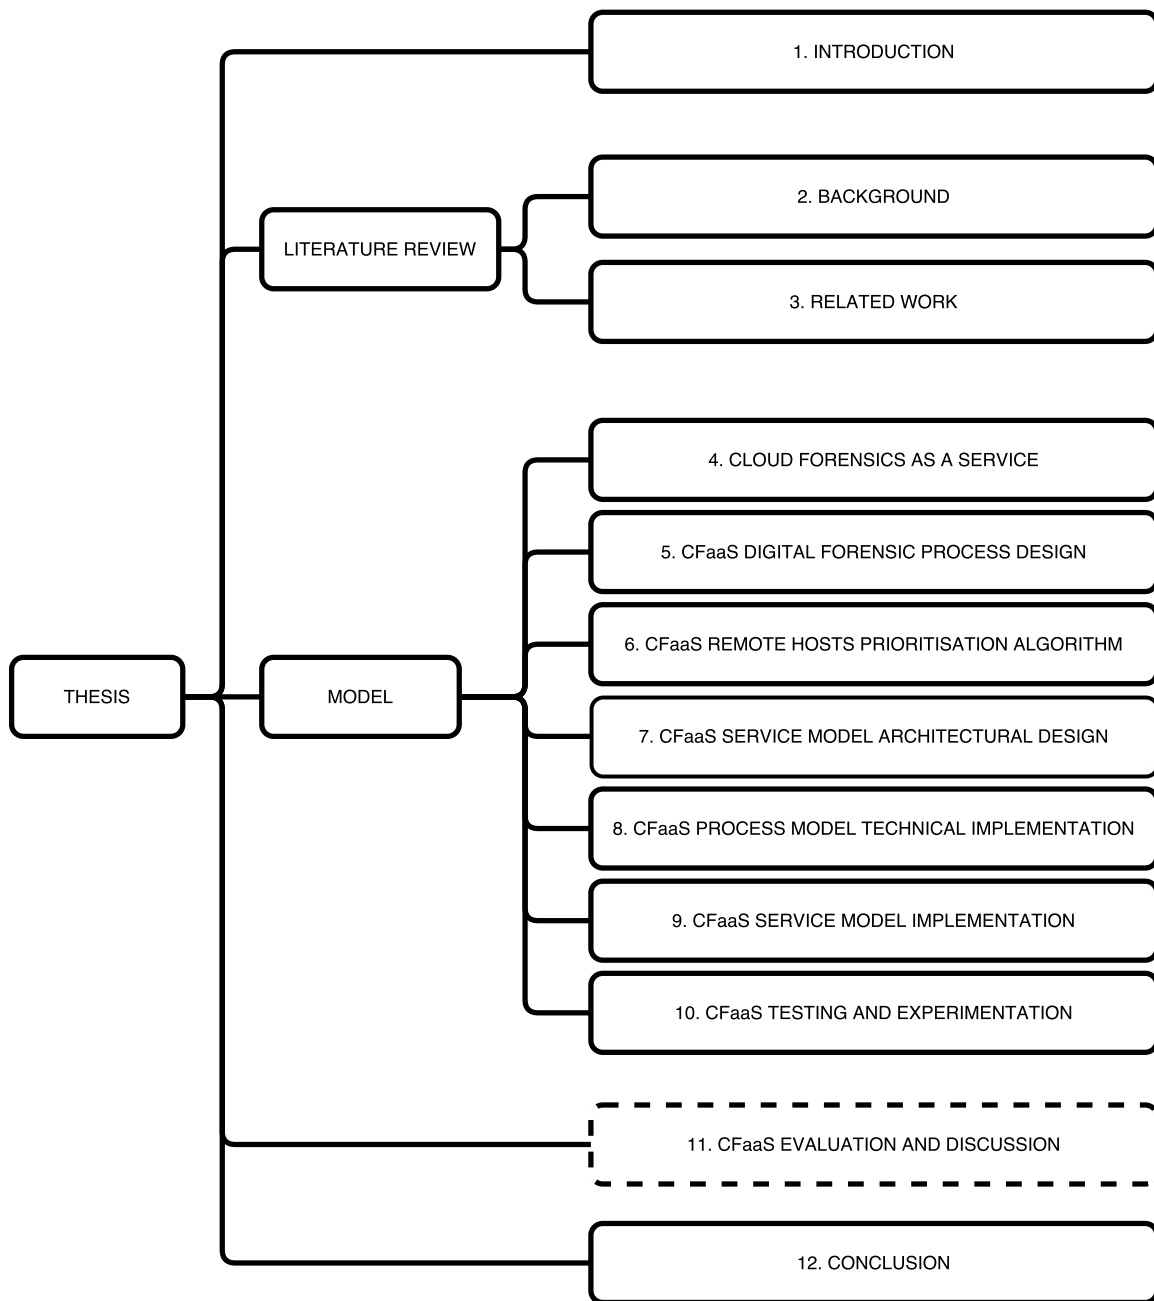 THESIS
1. INTRODUCTION
LITERATURE REVIEW
2. BACKGROUND
3. RELATED WORK
MODEL
4. CLOUD FORENSICS AS A SERVICE
5. CFaaS DIGITAL FORENSIC PROCESS DESIGN
6. CFaaS REMOTE HOSTS PRIORITISATION ALGORITHM
7. CFaaS SERVICE MODEL ARCHITECTURAL DESIGN
8. CFaaS PROCESS MODEL TECHNICAL IMPLEMENTATION
9. CFaaS SERVICE MODEL IMPLEMENTATION
10. CFaaS TESTING AND EXPERIMENTATION
11. CFaaS EVALUATION AND DISCUSSION
12. CONCLUSION